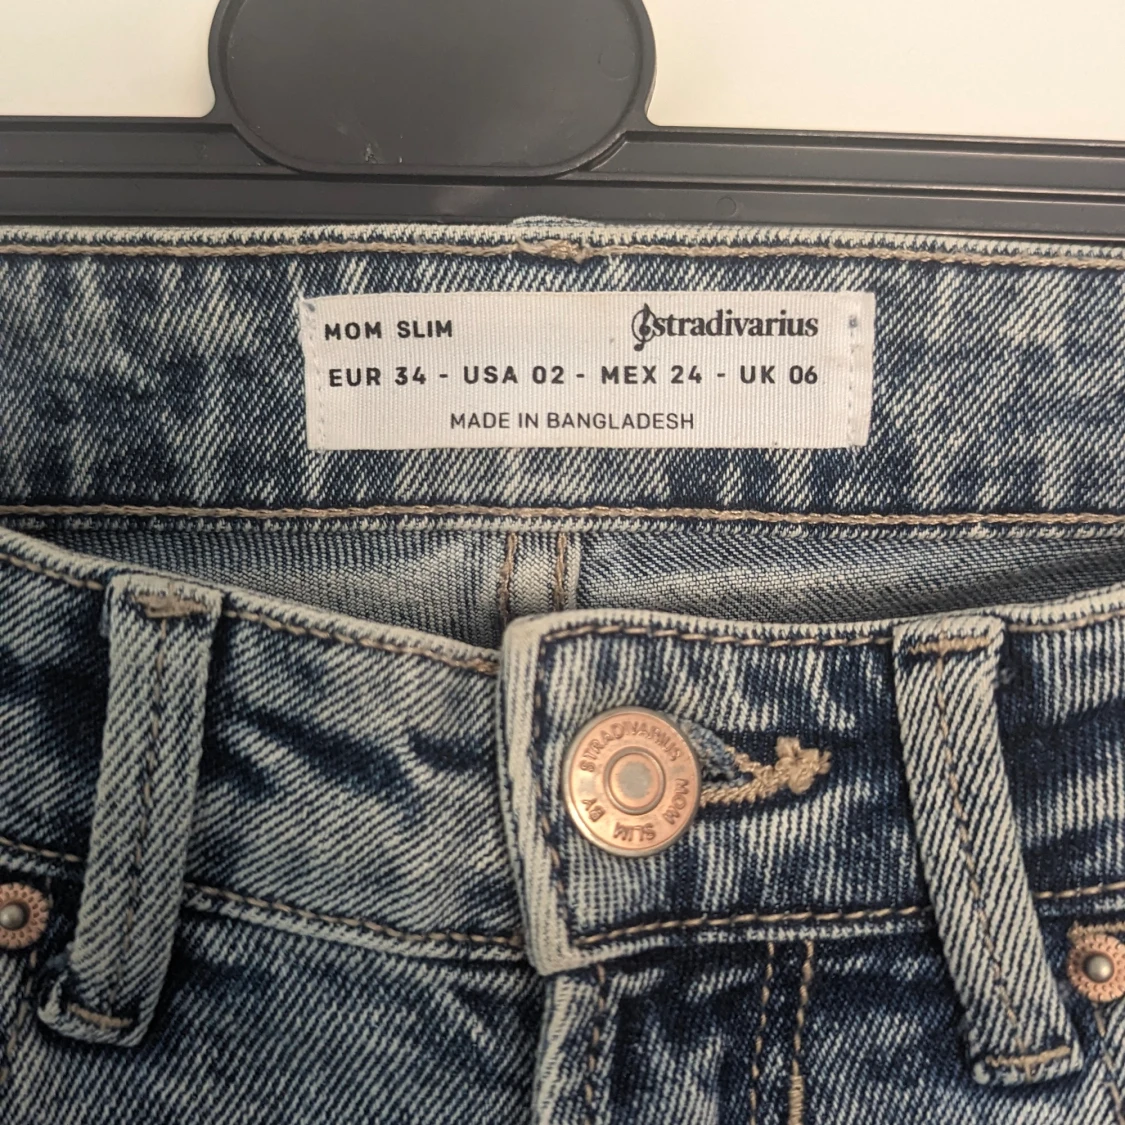 MOM SLIM stradivarius
EUR 34 - USA 02 - MEX 24 - UK 06
MADE IN BANGLADESH
MOM SLIM BY STRADIVARIUS